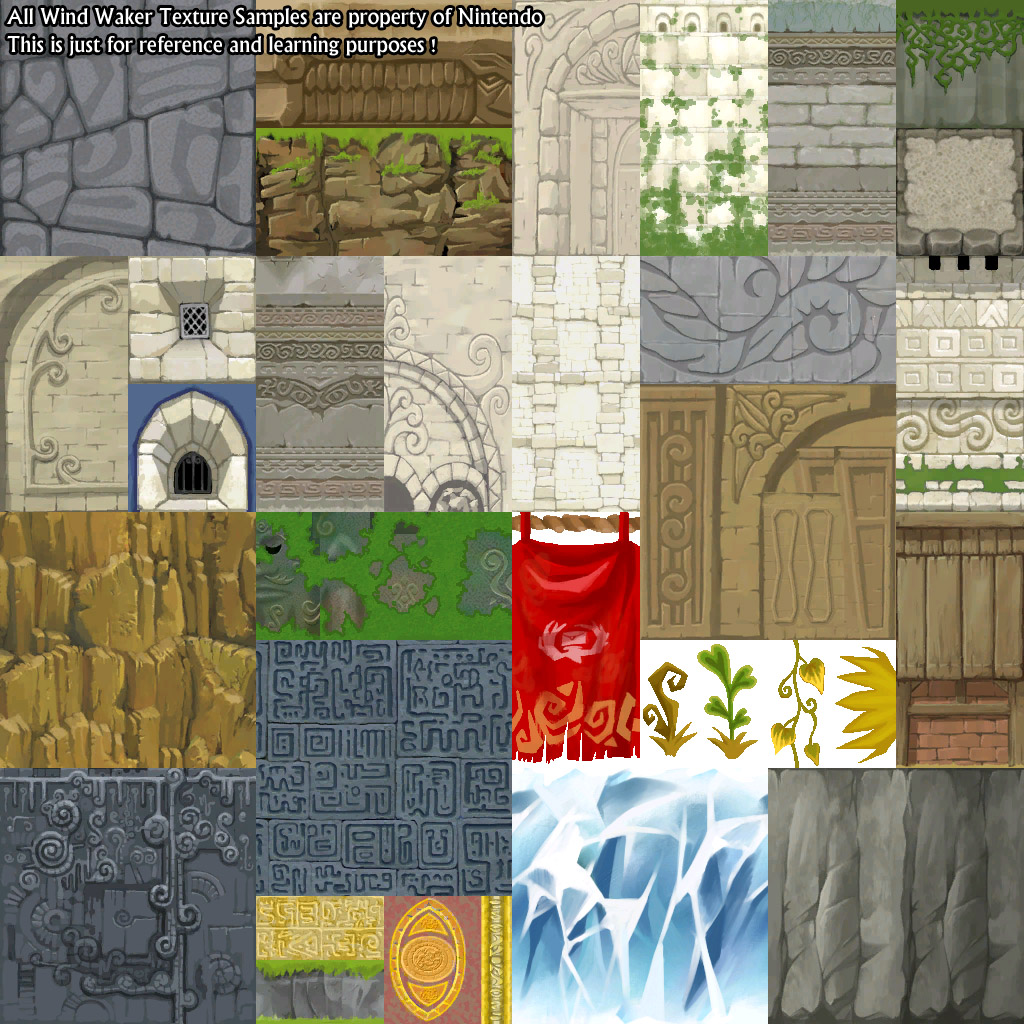 All Wind Waker Texture Samples are property of Nintendo
This is just for reference and learning purposes !